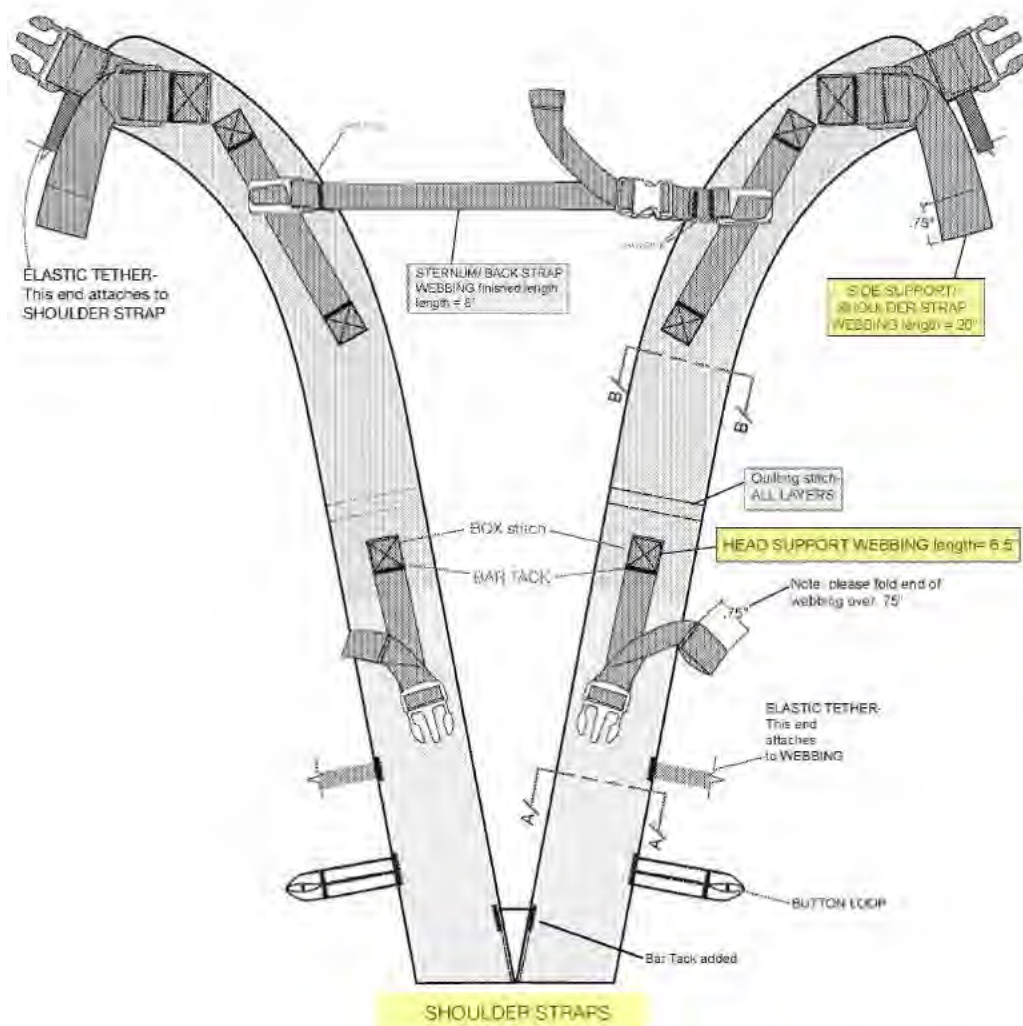 .75"
ELASTIC TETHER-
This end attaches to
SHOULDER STRAP
STERNUM/ BACK STRAP
WEBBING finished length
length = 8"
SIDE SUPPORT/
SHOULDER STRAP
WEBBING length = 20"
B
B
Quilting stitch-
ALL LAYERS
BOX stitch
HEAD SUPPORT WEBBING length= 6.5"
BAR TACK
Note: please fold end of
webbing over .75"
.75"
ELASTIC TETHER-
This end
attaches
to WEBBING
A
A
BUTTON LOOP
Bar Tack added
SHOULDER STRAPS